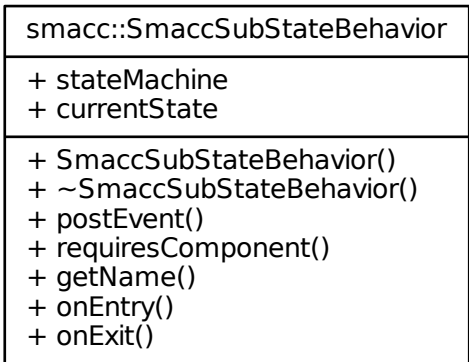 smacc::SmaccSubStateBehavior
+ stateMachine
+ currentState
+ SmaccSubStateBehavior()
+ ~SmaccSubStateBehavior()
+ postEvent()
+ requiresComponent()
+ getName()
+ onEntry()
+ onExit()